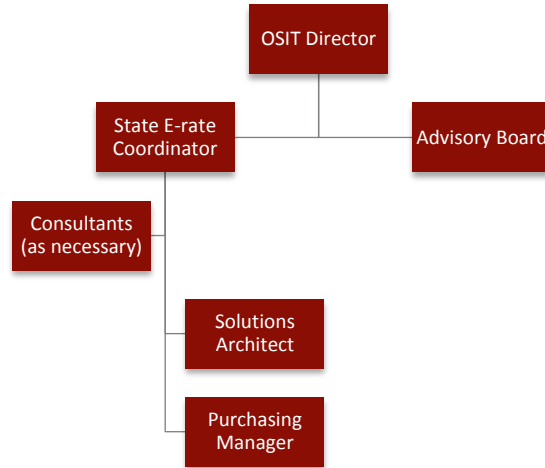 OSIT Director
State E-rate
Coordinator
Advisory Board
Consultants
(as necessary)
Solutions
Architect
Purchasing
Manager